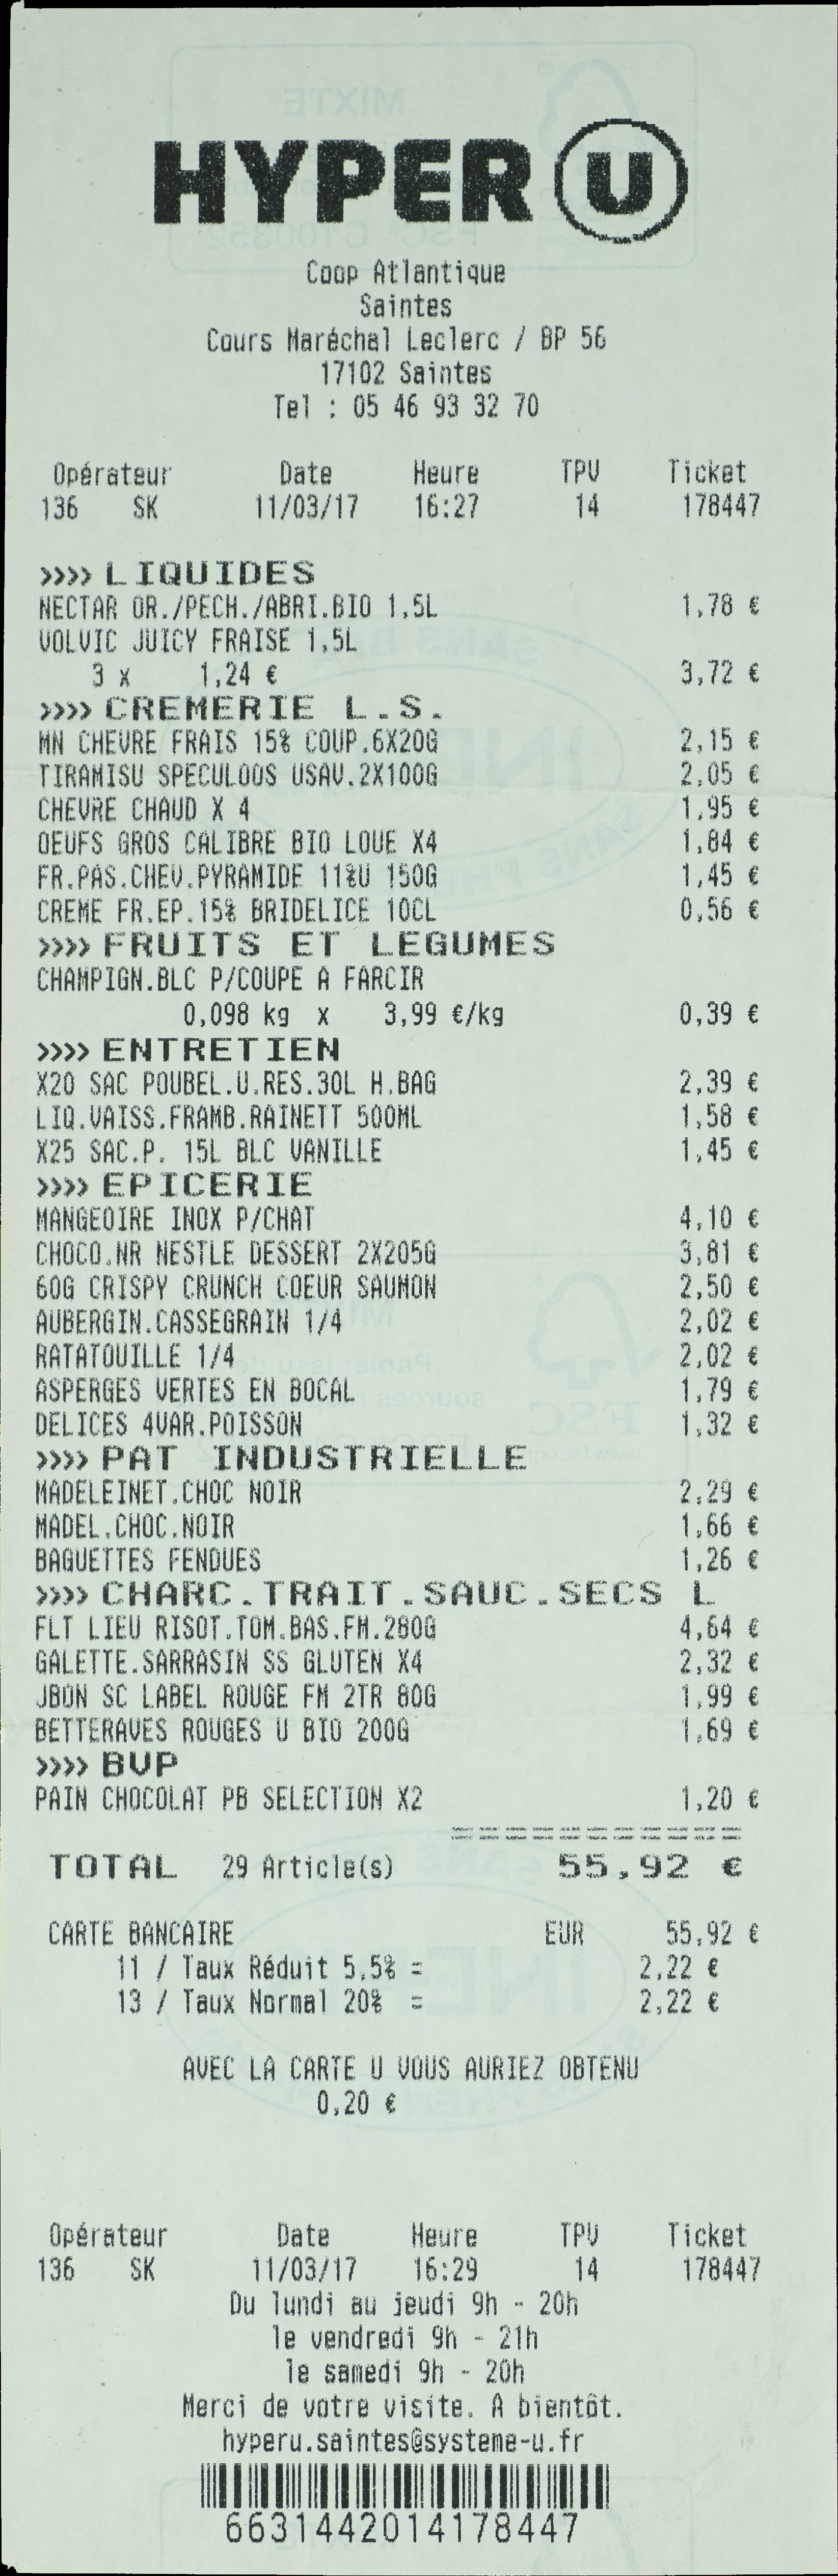 HYPER U
Coop Atlantique
Saintes
Cours Maréchal Leclerc / BP 56
17102 Saintes
Tel : 05 46 93 32 70
Opérateur Date Heure TPV Ticket
136 SK 11/03/17 16:27 14 178447
>>>> LIQUIDES
NECTAR OR./PECH./ABRI.BIO 1,5L 1,78 €
VOLVIC JUICY FRAISE 1,5L
3 x 1,24 € 3,72 €
>>>> CREMERIE L.S.
MN CHEVRE FRAIS 15% COUP.6X20G 2,15 €
TIRAMISU SPECULOOS USAV.2X100G 2,05 €
CHEVRE CHAUD X 4 1,95 €
OEUFS GROS CALIBRE BIO LOUE X4 1,84 €
FR.PAS.CHEV.PYRAMIDE 11%U 150G 1,45 €
CREME FR.EP.15% BRIDELICE 10CL 0,56 €
>>>> FRUITS ET LEGUMES
CHAMPIGN.BLC P/COUPE A FARCIR
0,098 kg x 3,99 €/kg 0,39 €
>>>> ENTRETIEN
X20 SAC POUBEL.U.RES.30L H.BAG 2,39 €
LIQ.VAISS.FRAMB.RAINETT 500ML 1,58 €
X25 SAC.P. 15L BLC VANILLE 1,45 €
>>>> EPICERIE
MANGEOIRE INOX P/CHAT 4,10 €
CHOCO.NR NESTLE DESSERT 2X205G 3,81 €
60G CRISPY CRUNCH COEUR SAUMON 2,50 €
AUBERGIN.CASSEGRAIN 1/4 2,02 €
RATATOUILLE 1/4 2,02 €
ASPERGES VERTES EN BOCAL 1,79 €
DELICES 4VAR.POISSON 1,32 €
>>>> PAT INDUSTRIELLE
MADELEINET.CHOC NOIR 2,29 €
MADEL.CHOC.NOIR 1,66 €
BAGUETTES FENDUES 1,26 €
>>>> CHARC.TRAIT.SAUC.SECS L
FLT LIEU RISOT.TOM.BAS.FM.280G 4,64 €
GALETTE.SARRASIN SS GLUTEN X4 2,32 €
JBON SC LABEL ROUGE FM 2TR 80G 1,99 €
BETTERAVES ROUGES U BIO 200G 1,69 €
>>>> BVP
PAIN CHOCOLAT PB SELECTION X2 1,20 €
TOTAL 29 Article(s) 55,92 €
CARTE BANCAIRE EUR 55,92 €
11 / Taux Réduit 5,5% = 2,22 €
13 / Taux Normal 20% = 2,22 €
AVEC LA CARTE U VOUS AURIEZ OBTENU
0,20 €
Opérateur Date Heure TPV Ticket
136 SK 11/03/17 16:29 14 178447
Du lundi au jeudi 9h - 20h
le vendredi 9h - 21h
le samedi 9h - 20h
Merci de votre visite. A bientôt.
hyperu.saintes@systeme-u.fr
6631442014178447